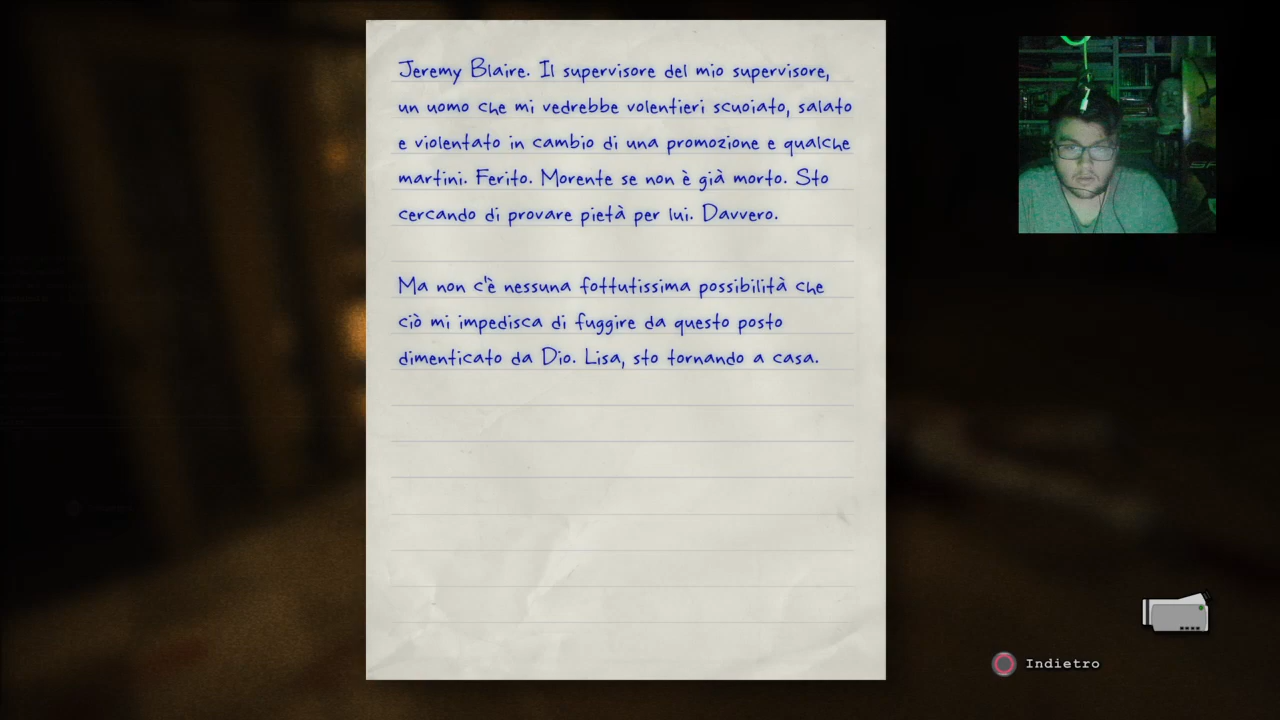 Jeremy Blaire. Il supervisore del mio supervisore,
un uomo che mi vedrebbe volentieri scuoiato, salato
e violentato in cambio di una promozione e qualche
martini. Ferito. Morente se non è già morto. Sto
cercando di provare pietà per lui. Davvero.
Ma non c'è nessuna fottutissima possibilità che
ciò mi impedisca di fuggire da questo posto
dimenticato da Dio. Lisa, sto tornando a casa.
Indietro